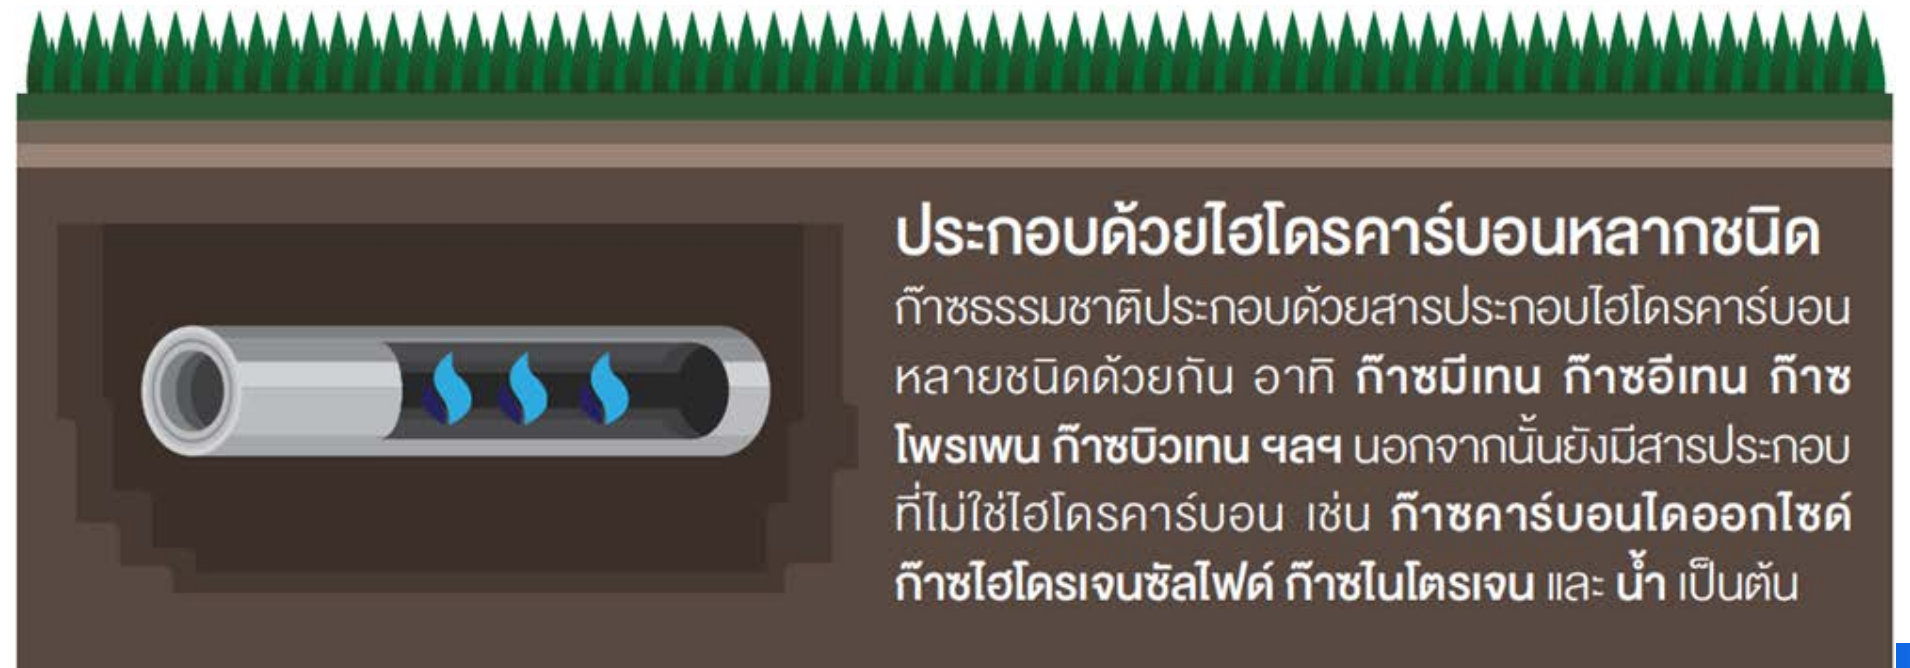 ประกอบด้วยไฮโดรคาร์บอนหลากชนิด
ก๊าซธรรมชาติประกอบด้วยสารประกอบไฮโดรคาร์บอน
หลายชนิดด้วยกัน อาทิ ก๊าซมีเทน ก๊าซอีเทน ก๊าซ
โพรเพน ก๊าซบิวเทน ฯลฯ นอกจากนั้นยังมีสารประกอบ
ที่ไม่ใช่ไฮโดรคาร์บอน เช่น ก๊าซคาร์บอนไดออกไซด์
ก๊าซไฮโดรเจนซัลไฟด์ ก๊าซไนโตรเจน และ น้ำ เป็นต้น